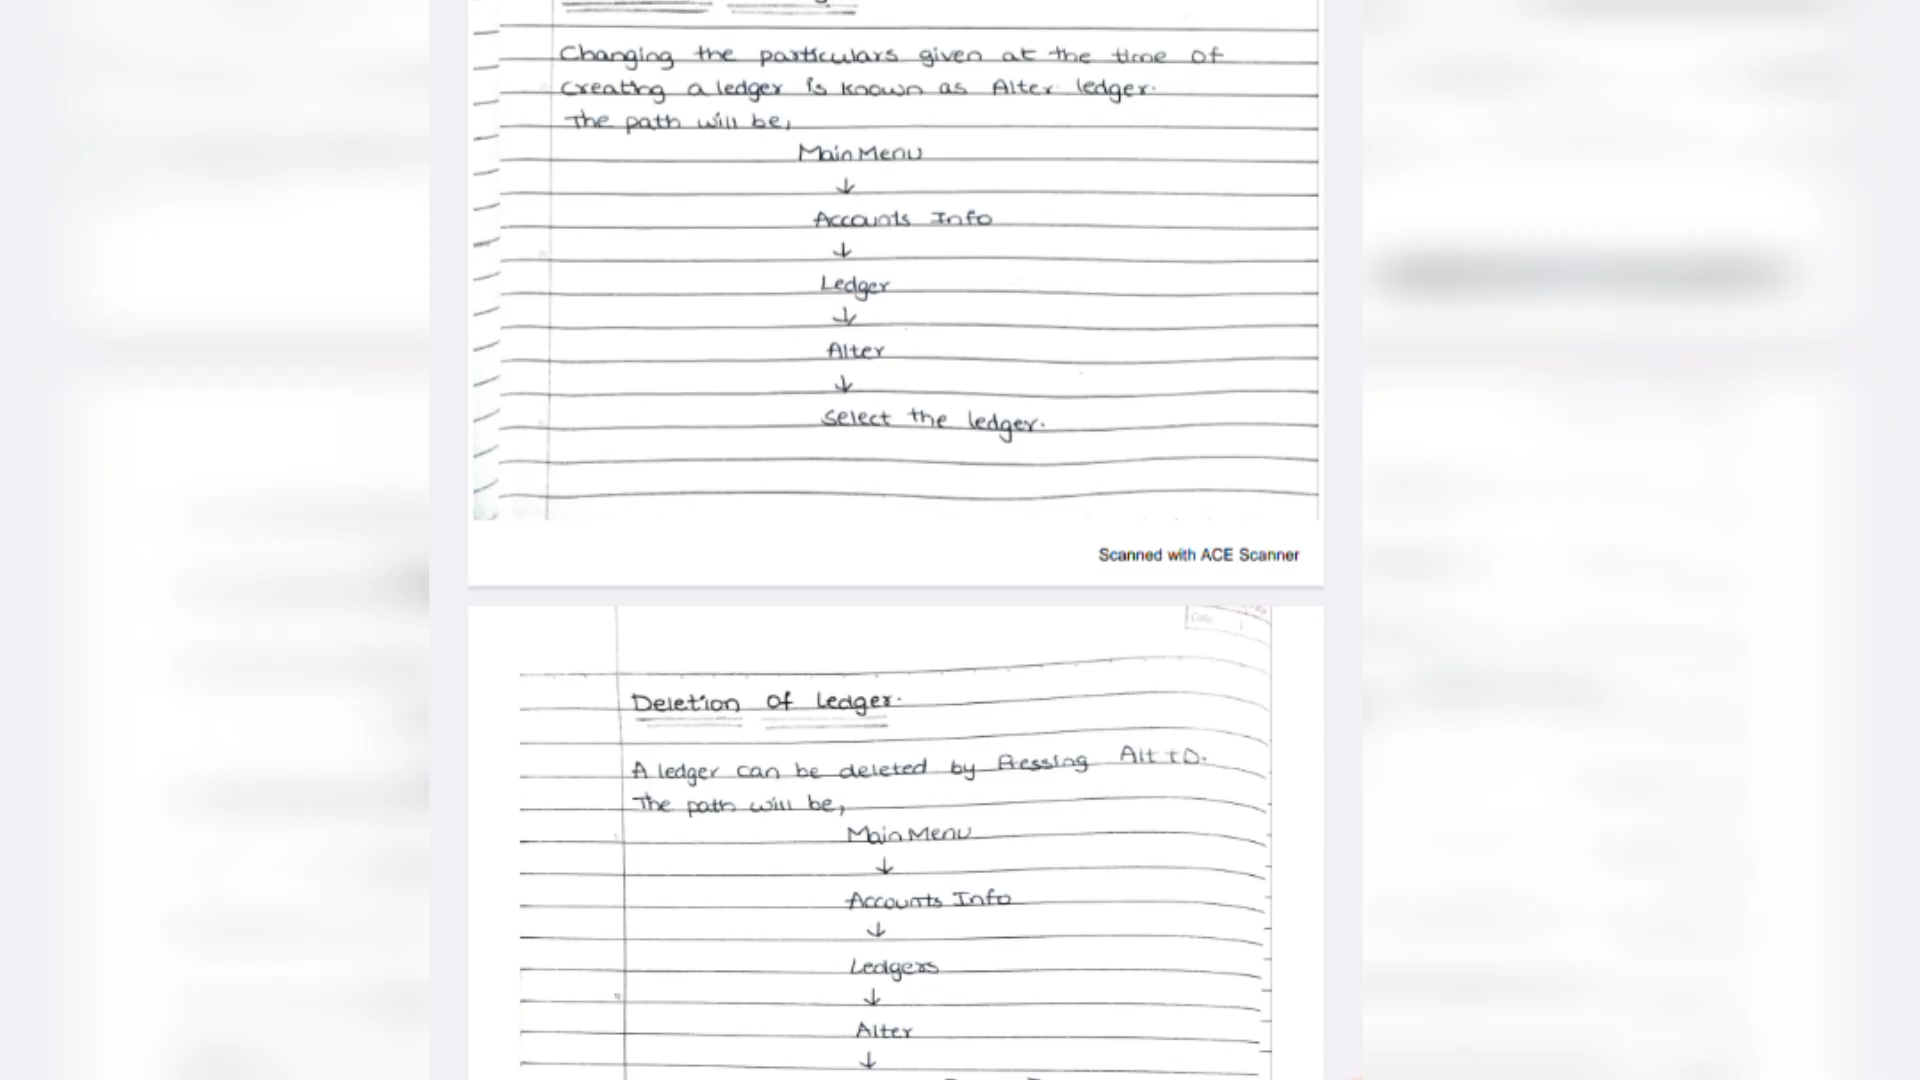 Changing the particulars given at the time of
creating a ledger is known as Alter ledger.
The path will be,
Main Menu
↓
Accounts Info
↓
Ledger
↓
Alter
↓
Select the ledger.
Scanned with ACE Scanner
Date
Deletion of Ledger.
A ledger can be deleted by Pressing Alt+D.
The path will be,
Main Menu
↓
Accounts Info
↓
Ledgers
↓
Alter
↓